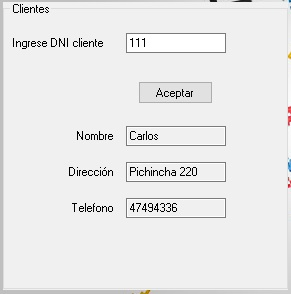 Clientes
Ingrese DNI cliente 111
Aceptar
Nombre Carlos
Dirección Pichincha 220
Telefono 47494336